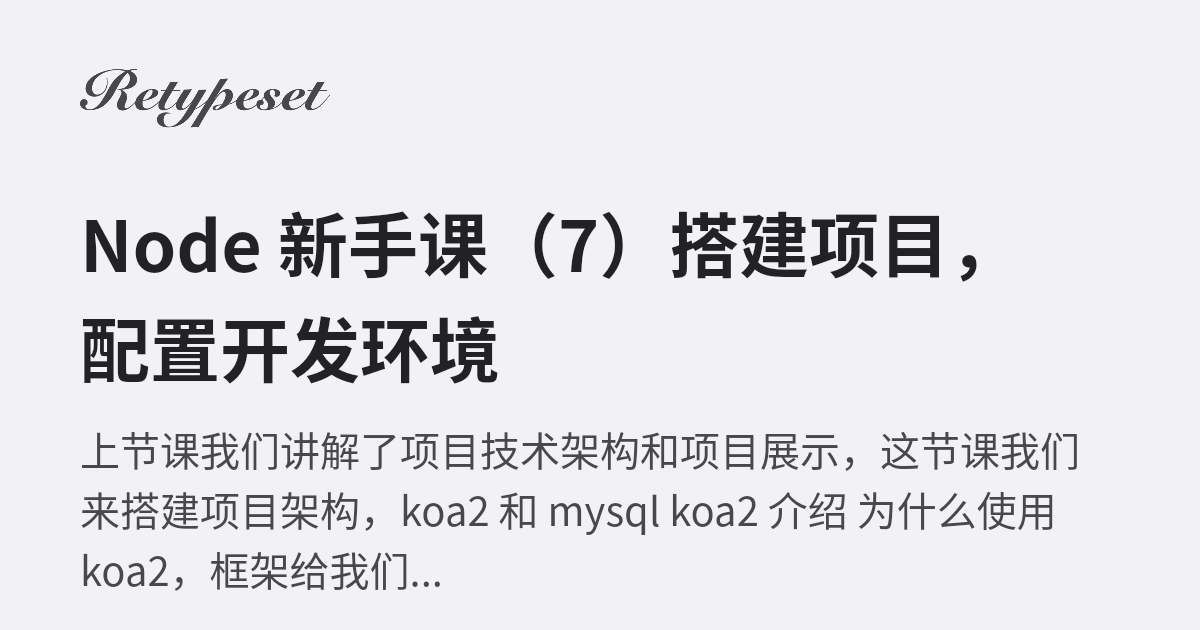 Retypeset
Node 新手课（7）搭建项目，
配置开发环境
上节课我们讲解了项目技术架构和项目展示，这节课我们
来搭建项目架构，koa2 和 mysql koa2 介绍 为什么使用
koa2，框架给我们...